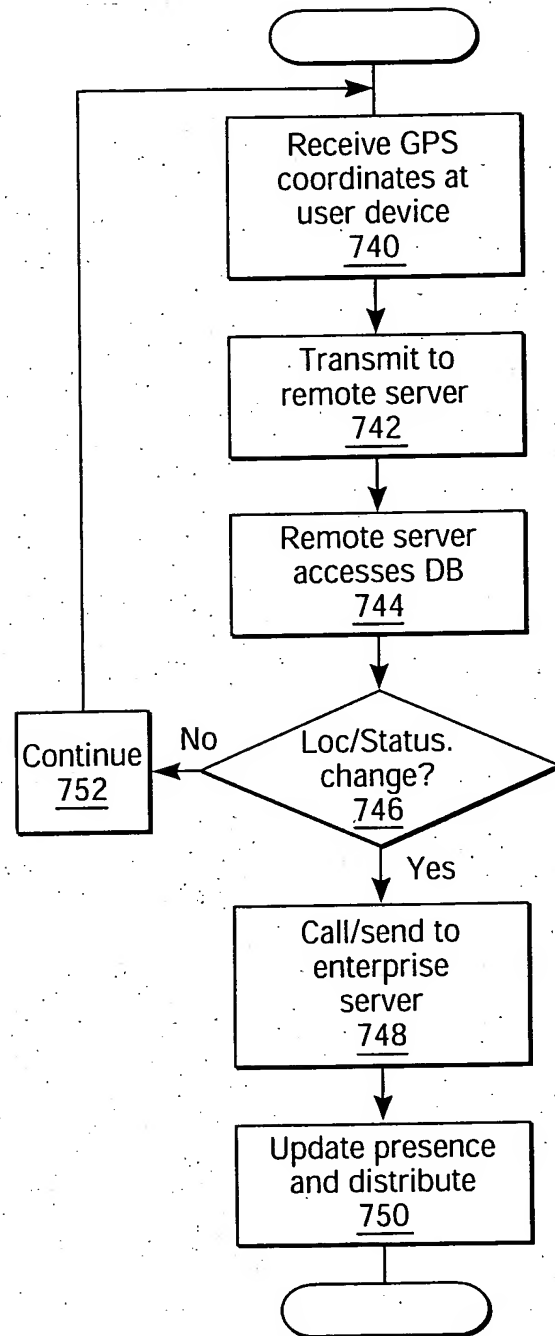 Receive GPS
coordinates at
user device
740
Transmit to
remote server
742
Remote server
accesses DB
744
Loc/Status.
change?
746
No
Continue
752
Yes
Call/send to
enterprise
server
748
Update presence
and distribute
750